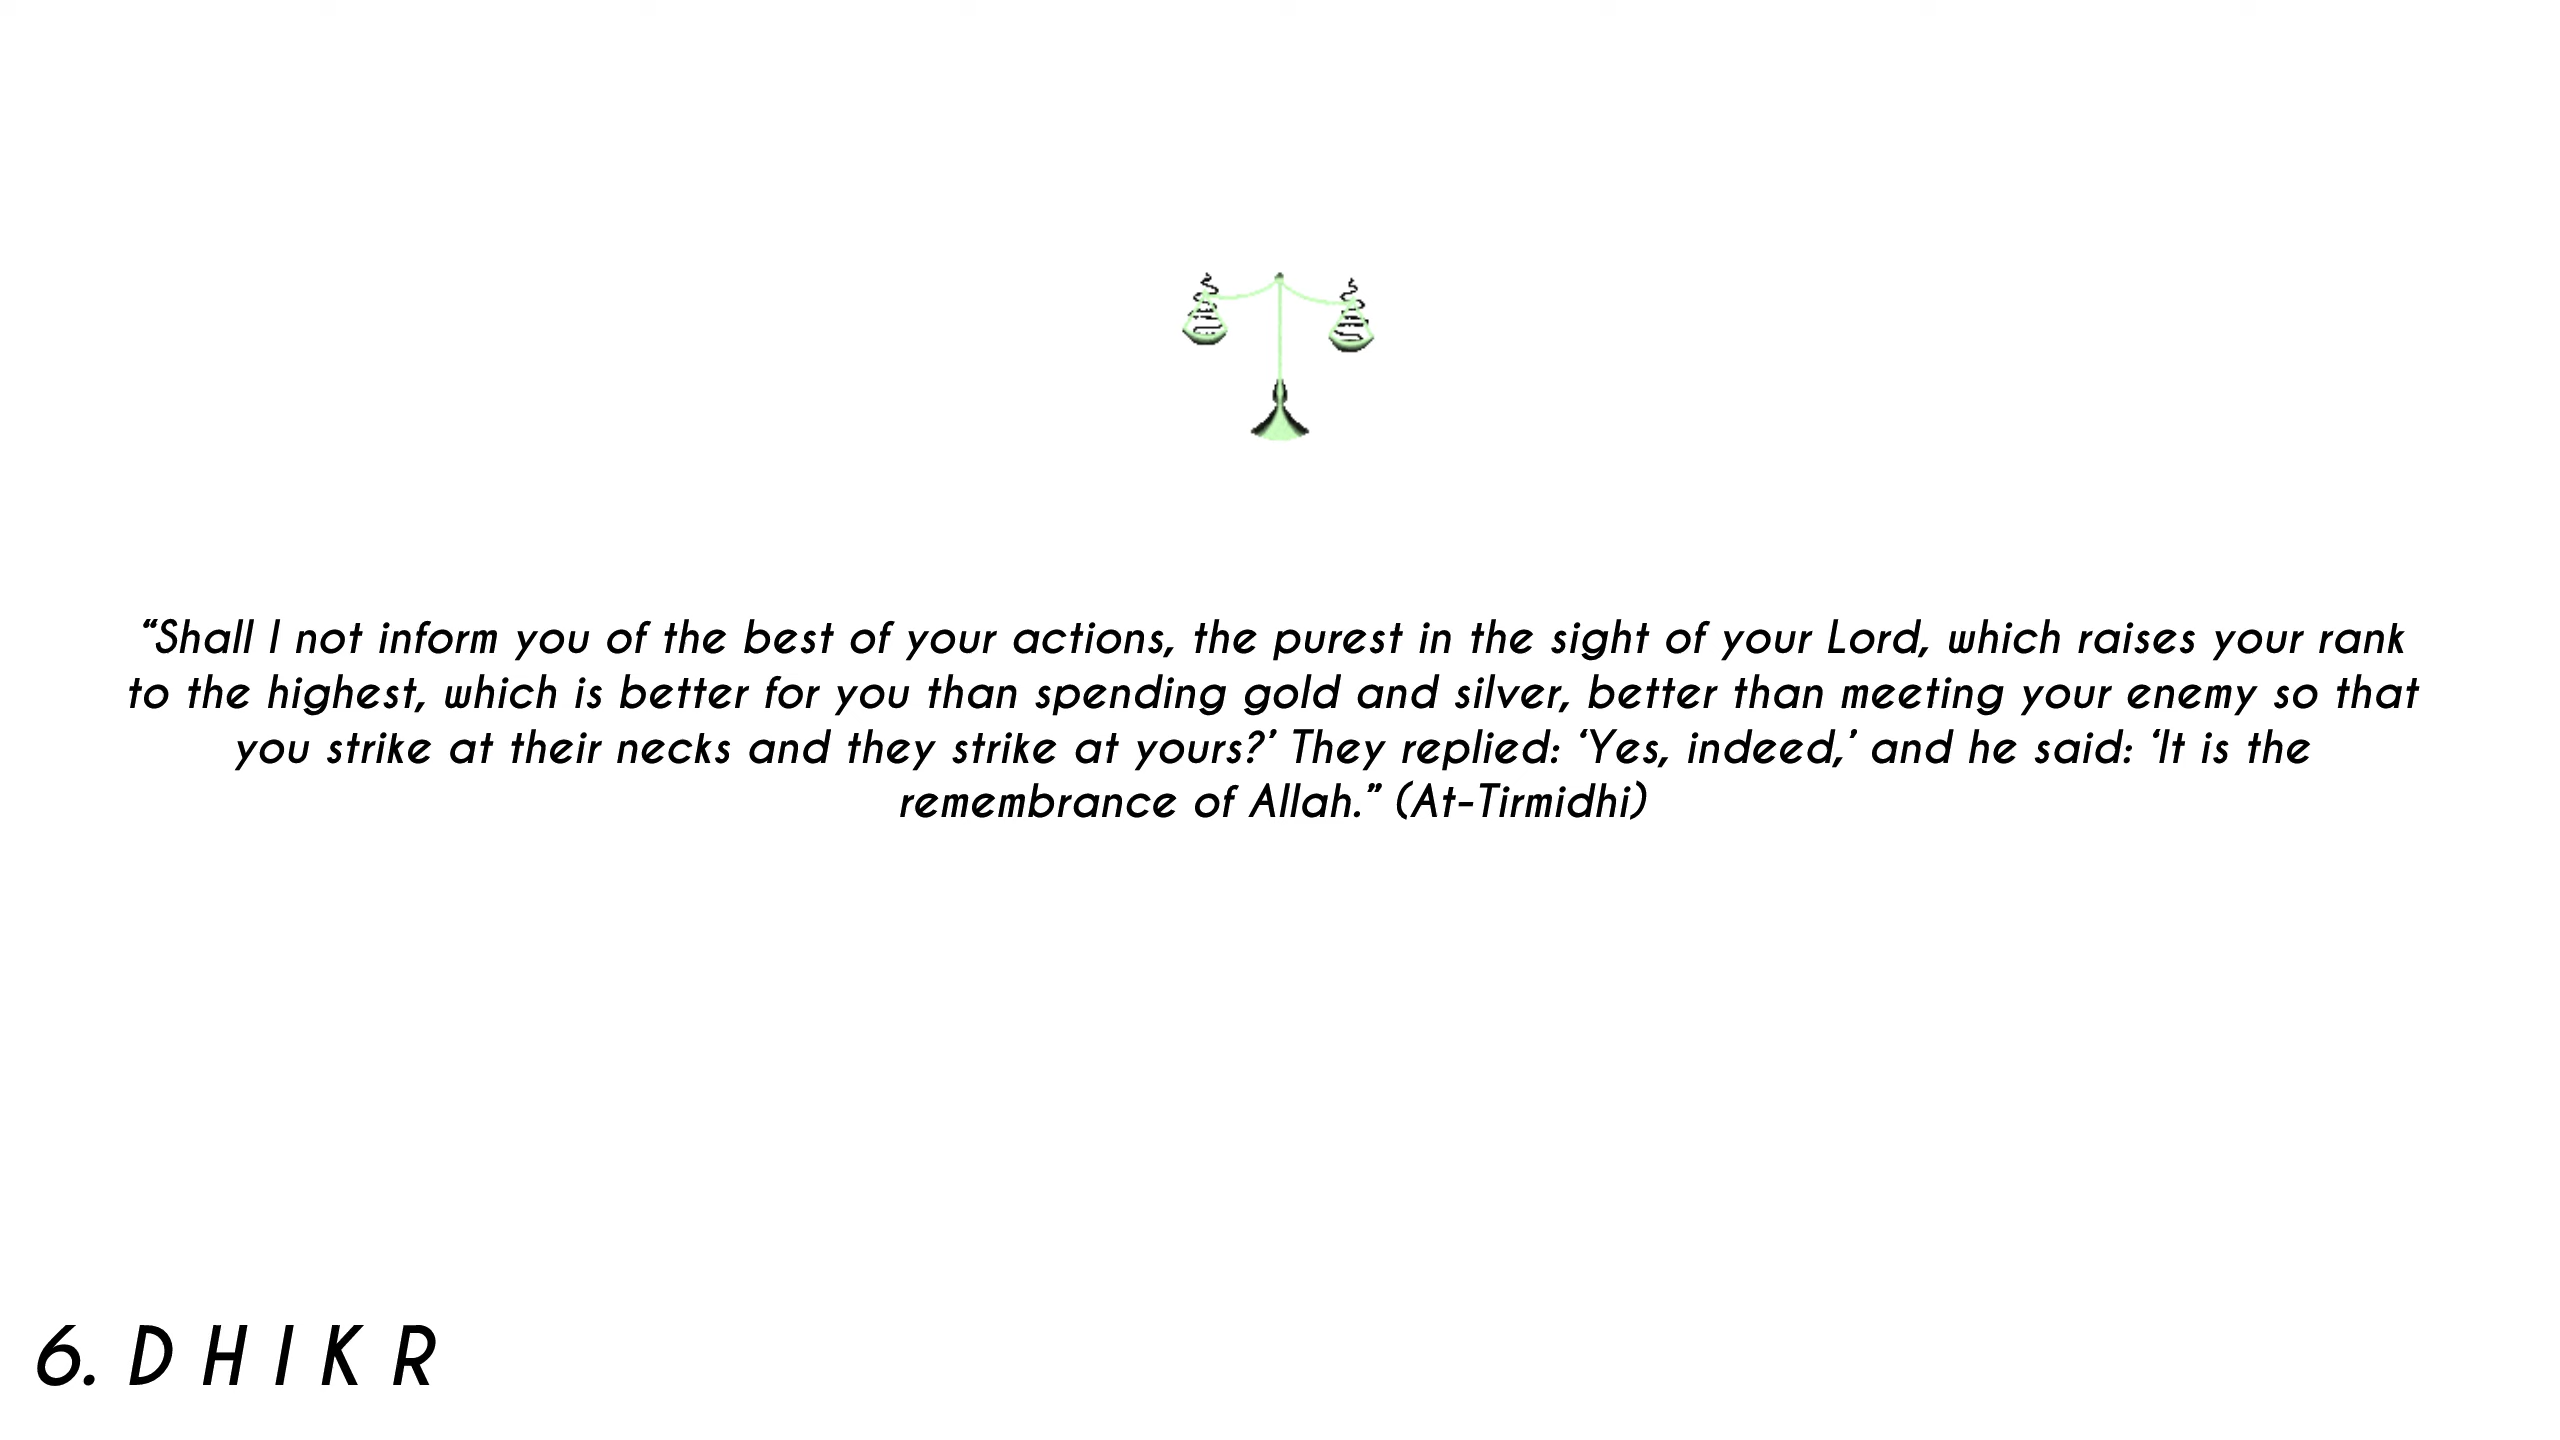 “Shall I not inform you of the best of your actions, the purest in the sight of your Lord, which raises your rank
to the highest, which is better for you than spending gold and silver, better than meeting your enemy so that
you strike at their necks and they strike at yours?’ They replied: ‘Yes, indeed,’ and he said: ‘It is the
remembrance of Allah.” (At-Tirmidhi)
6. D H I K R